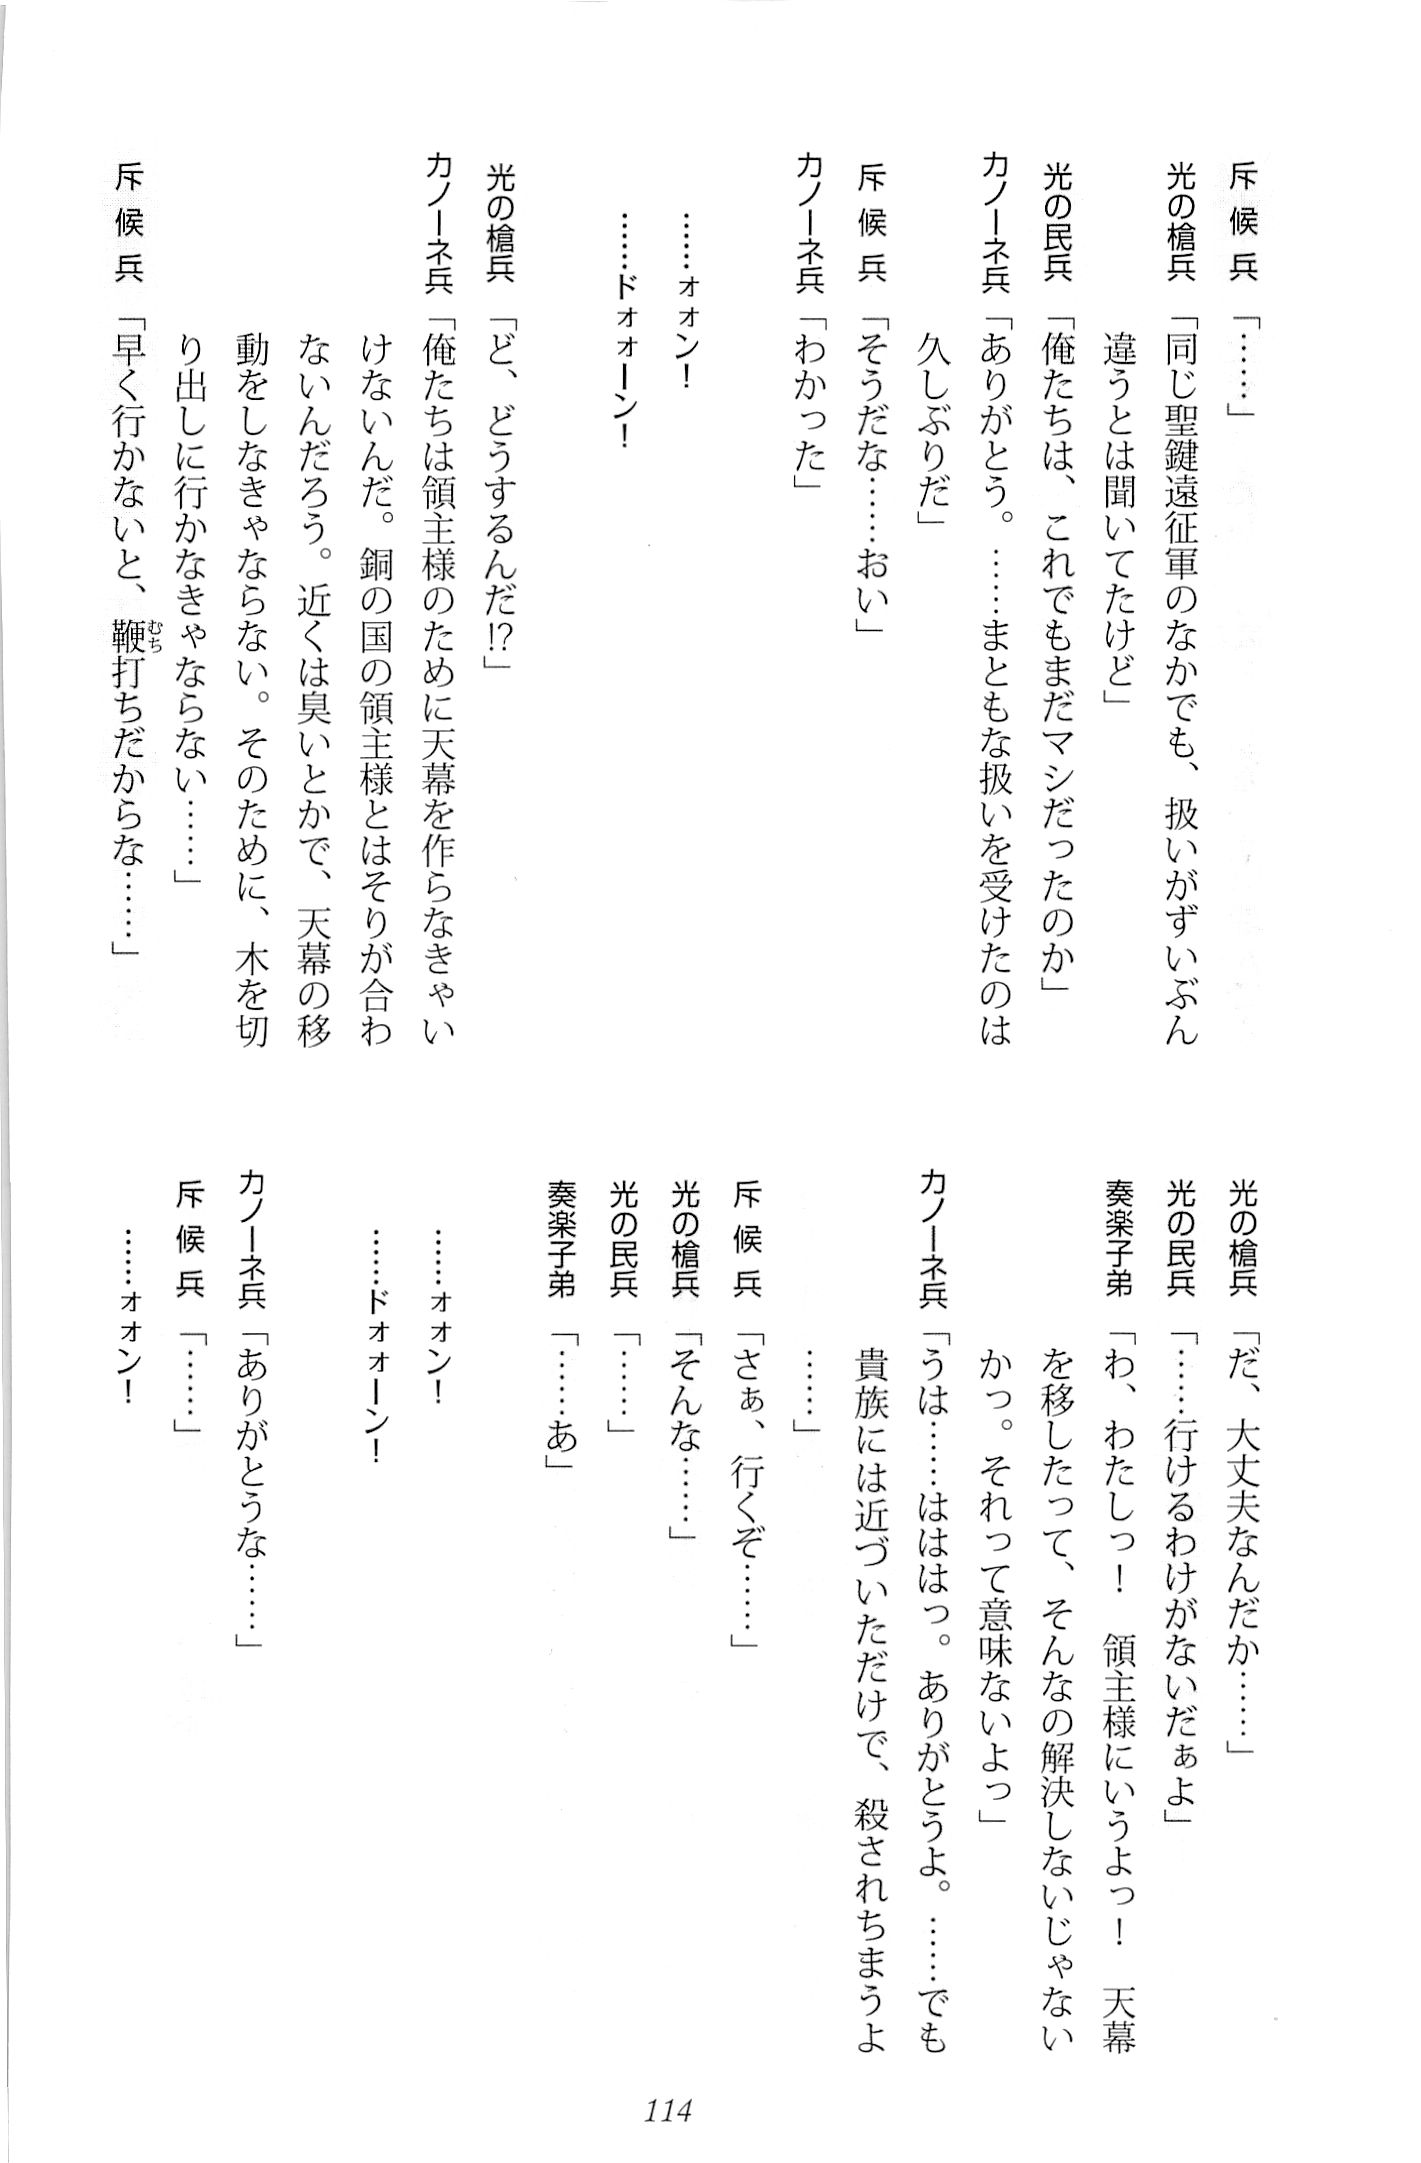 斥候兵「……」
光の槍兵「同じ聖鍵遠征軍のなかでも、扱いがずいぶん
違うとは聞いてたけど」
光の民兵「俺たちは、これでもまだマシだったのか」
カノーネ兵「ありがとう。……まともな扱いを受けたのは
久しぶりだ」
斥候兵「そうだな……おい」
カノーネ兵「わかった」
……ォォン！
……ドォォーン！
光の槍兵「ど、どうするんだ!?」
カノーネ兵「俺たちは領主様のために天幕を作らなきゃい
けないんだ。銅の国の領主様とはそりが合わ
ないんだろう。近くは臭いとかで、天幕の移
動をしなきゃならない。そのために、木を切
り出しに行かなきゃならない……」
斥候兵「早く行かないと、鞭打ちだからな……」
むち
光の槍兵「だ、大丈夫なんだか……」
光の民兵「……行けるわけがないだぁよ」
奏楽子弟「わ、わたしっ！　領主様にいうよっ！　天幕
を移したって、そんなの解決しないじゃない
かっ。それって意味ないよっ」
カノーネ兵「うは……はははっ。ありがとうよ。……でも
貴族には近づいただけで、殺されちまうよ
……」
斥候兵「さぁ、行くぞ……」
光の槍兵「そんな……」
光の民兵「……」
奏楽子弟「……あ」
……ォォン！
……ドォォーン！
カノーネ兵「ありがとうな……」
斥候兵「……」
……ォォン！
114